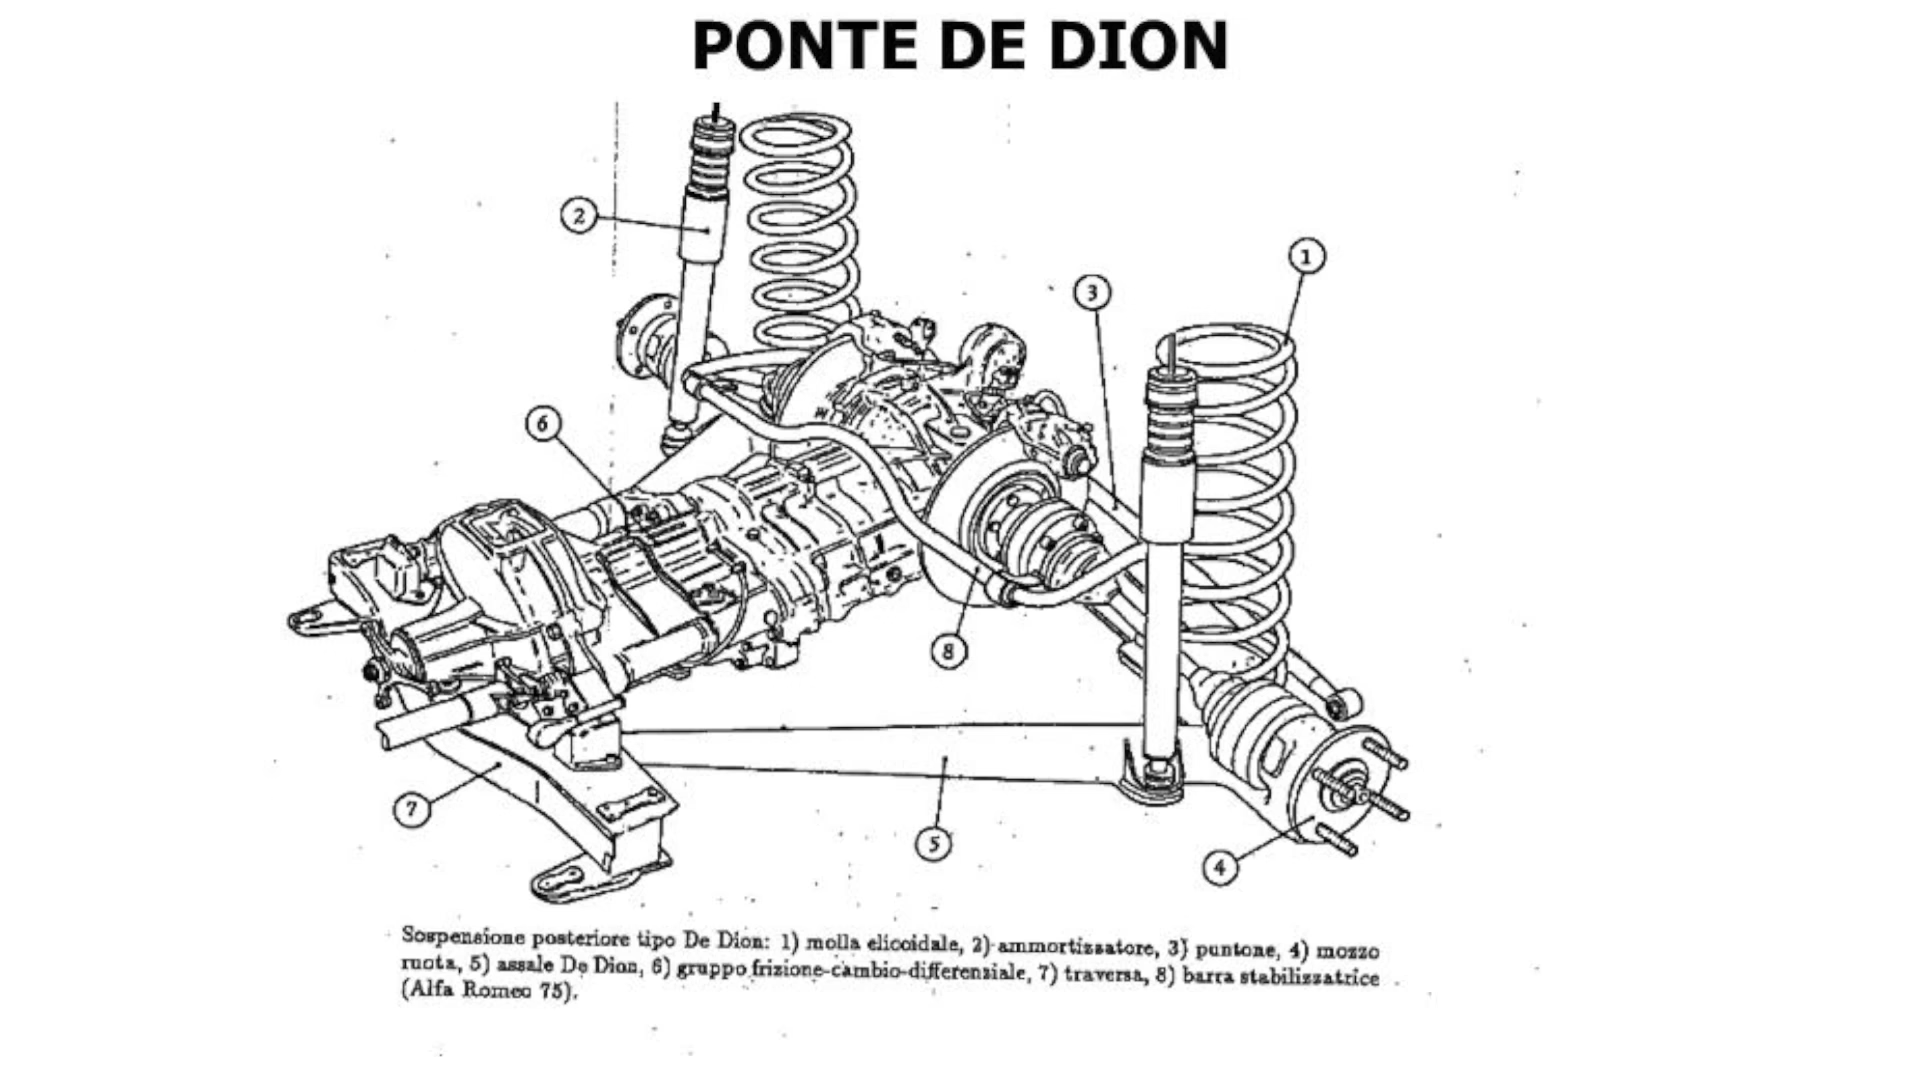 PONTE DE DION
2
1
3
6
8
7
5
4
Sospensione posteriore tipo De Dion: 1) molla elicoidale, 2) ammortizzatore, 3) puntone, 4) mozzo
ruota, 5) assale De Dion, 6) gruppo frizione-cambio-differenziale, 7) traversa, 8) barra stabilizzatrice
(Alfa Romeo 75).